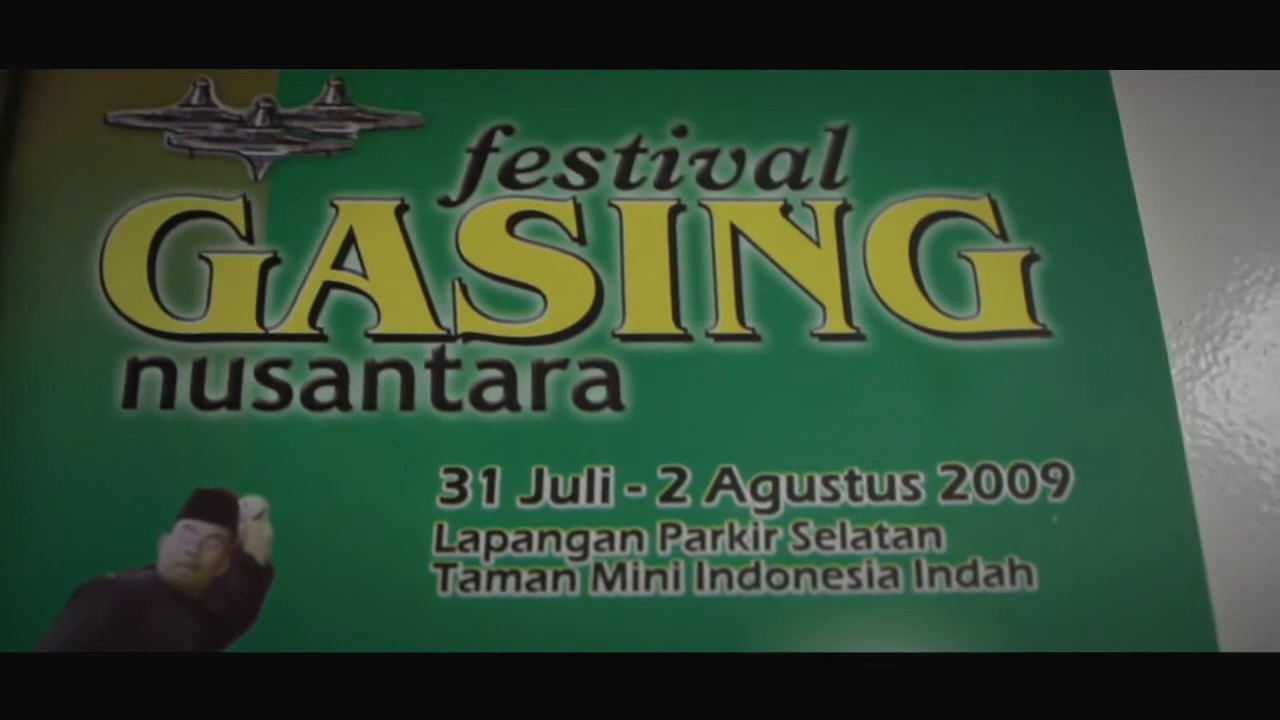 festival
GASING
nusantara
31 Juli - 2 Agustus 2009
Lapangan Parkir Selatan
Taman Mini Indonesia Indah